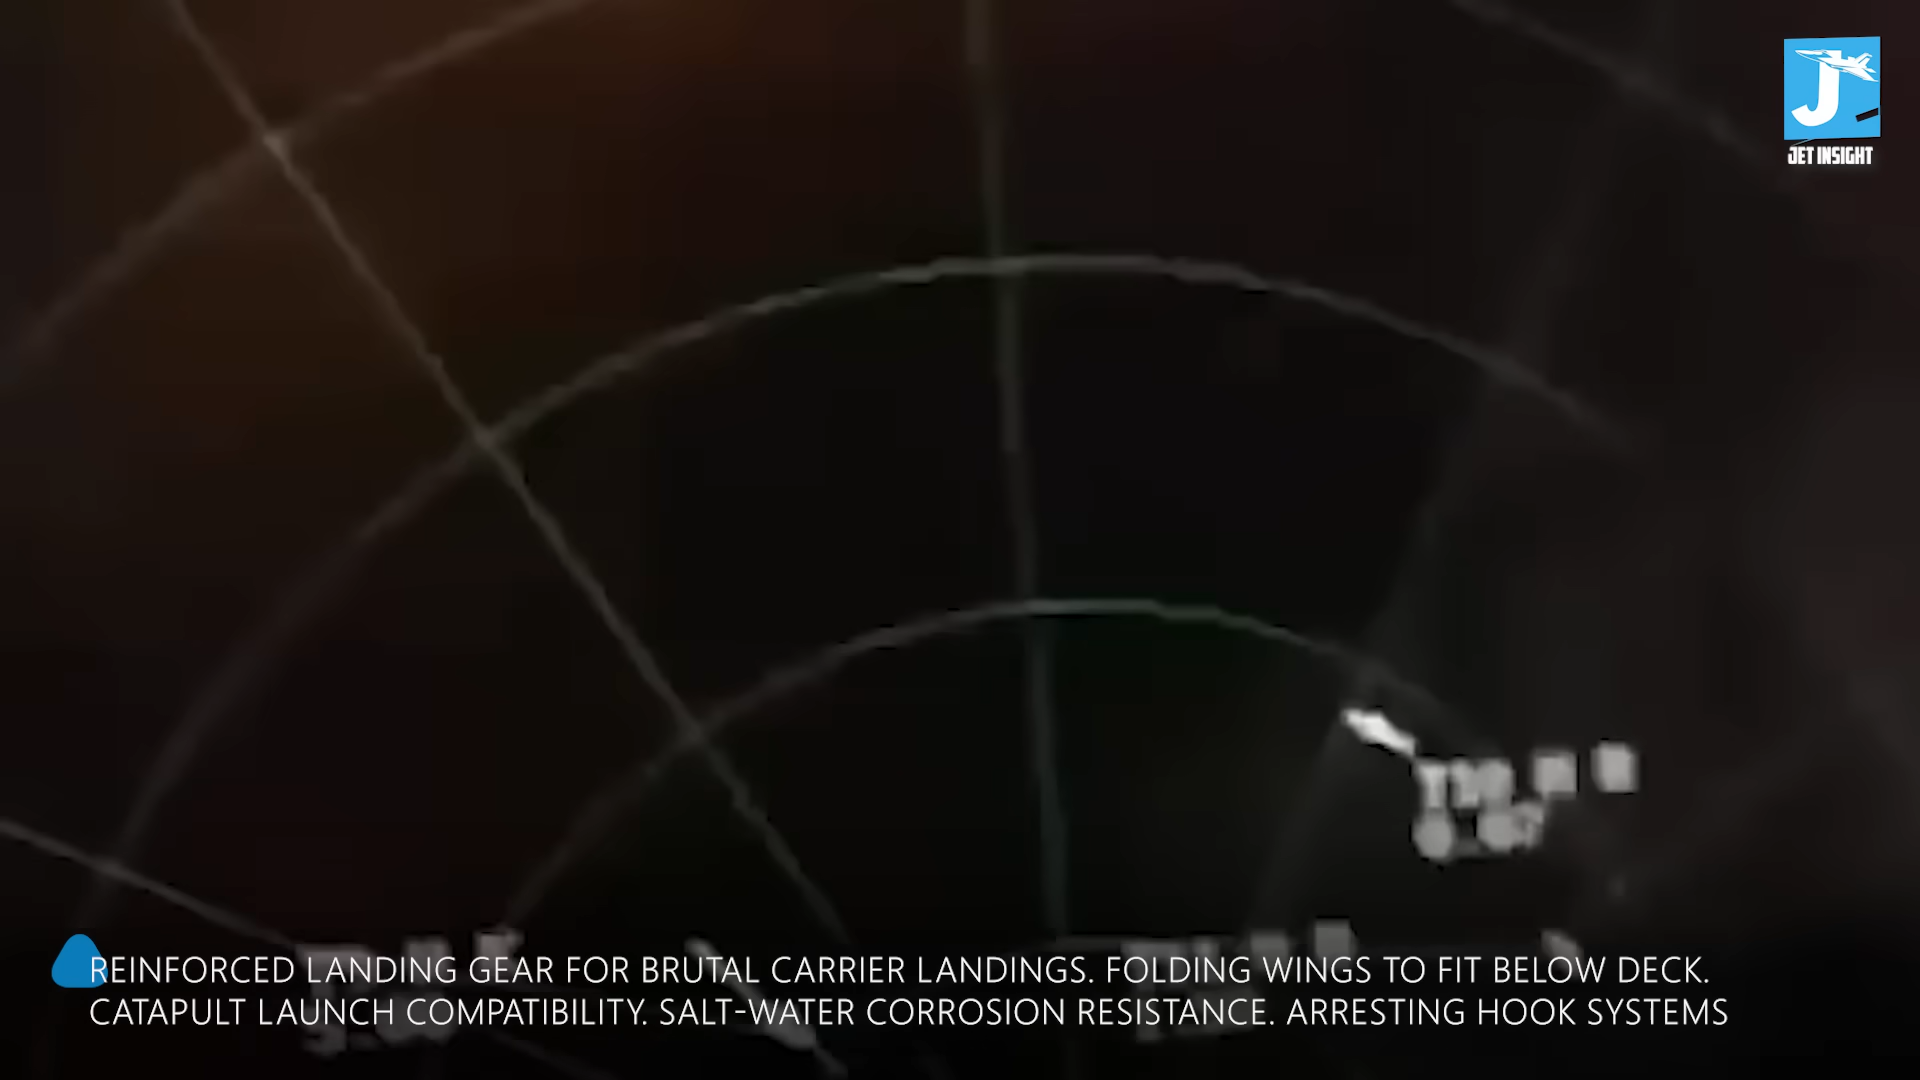 JET INSIGHT
REINFORCED LANDING GEAR FOR BRUTAL CARRIER LANDINGS. FOLDING WINGS TO FIT BELOW DECK.
CATAPULT LAUNCH COMPATIBILITY. SALT-WATER CORROSION RESISTANCE. ARRESTING HOOK SYSTEMS